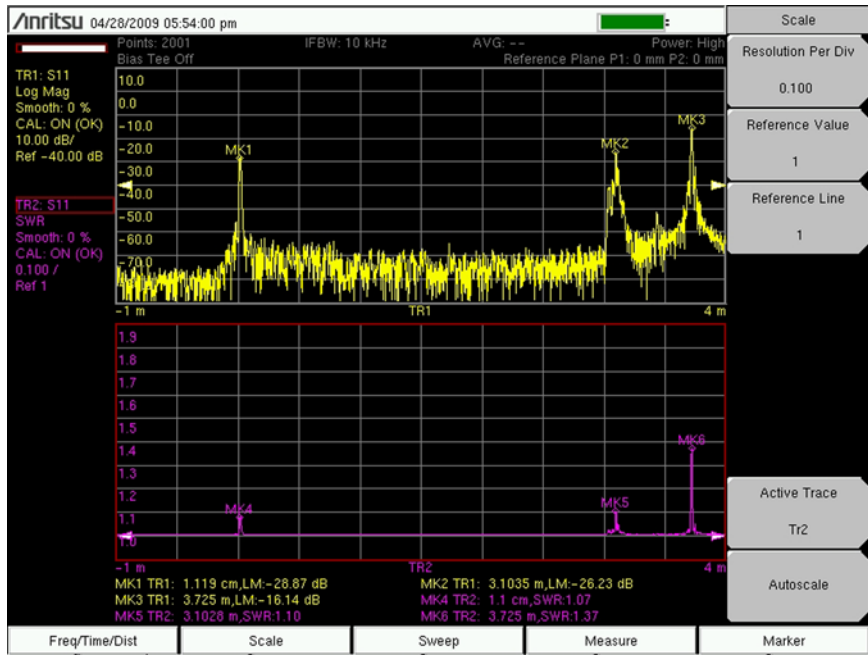 /Inritsu 04/28/2009 05:54:00 pm
Scale
Points: 2001 IFBW: 10 kHz AVG: -- Power: High
Bias Tee Off Reference Plane P1: 0 mm P2: 0 mm
TR1: S11
Log Mag
Smooth: 0 %
CAL: ON (OK)
10.00 dB/
Ref -40.00 dB
TR2: S11
SWR
Smooth: 0 %
CAL: ON (OK)
0.100 /
Ref 1
10.0
0.0
-10.0
-20.0
-30.0
-40.0
-50.0
-60.0
-70.0
MK1
MK2
MK3
-1 m TR1 4 m
1.9
1.8
1.7
1.6
1.5
1.4
1.3
1.2
1.1
1.0
MK4
MK5
MK6
-1 m TR2 4 m
MK1 TR1: 1.119 cm,LM:-28.87 dB MK2 TR1: 3.1035 m,LM:-26.23 dB
MK3 TR1: 3.725 m,LM:-16.14 dB MK4 TR2: 1.1 cm,SWR:1.07
MK5 TR2: 3.1028 m,SWR:1.10 MK6 TR2: 3.725 m,SWR:1.37
Resolution Per Div
0.100
Reference Value
1
Reference Line
1
Active Trace
Tr2
Autoscale
Freq/Time/Dist Scale Sweep Measure Marker